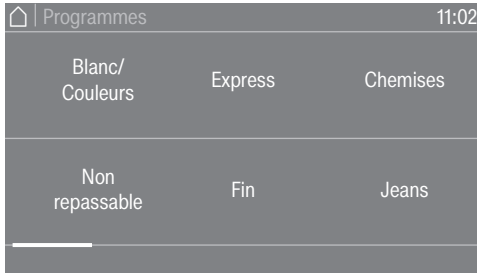 Programmes 11:02
Blanc/
Couleurs
Express
Chemises
Non
repassable
Fin
Jeans